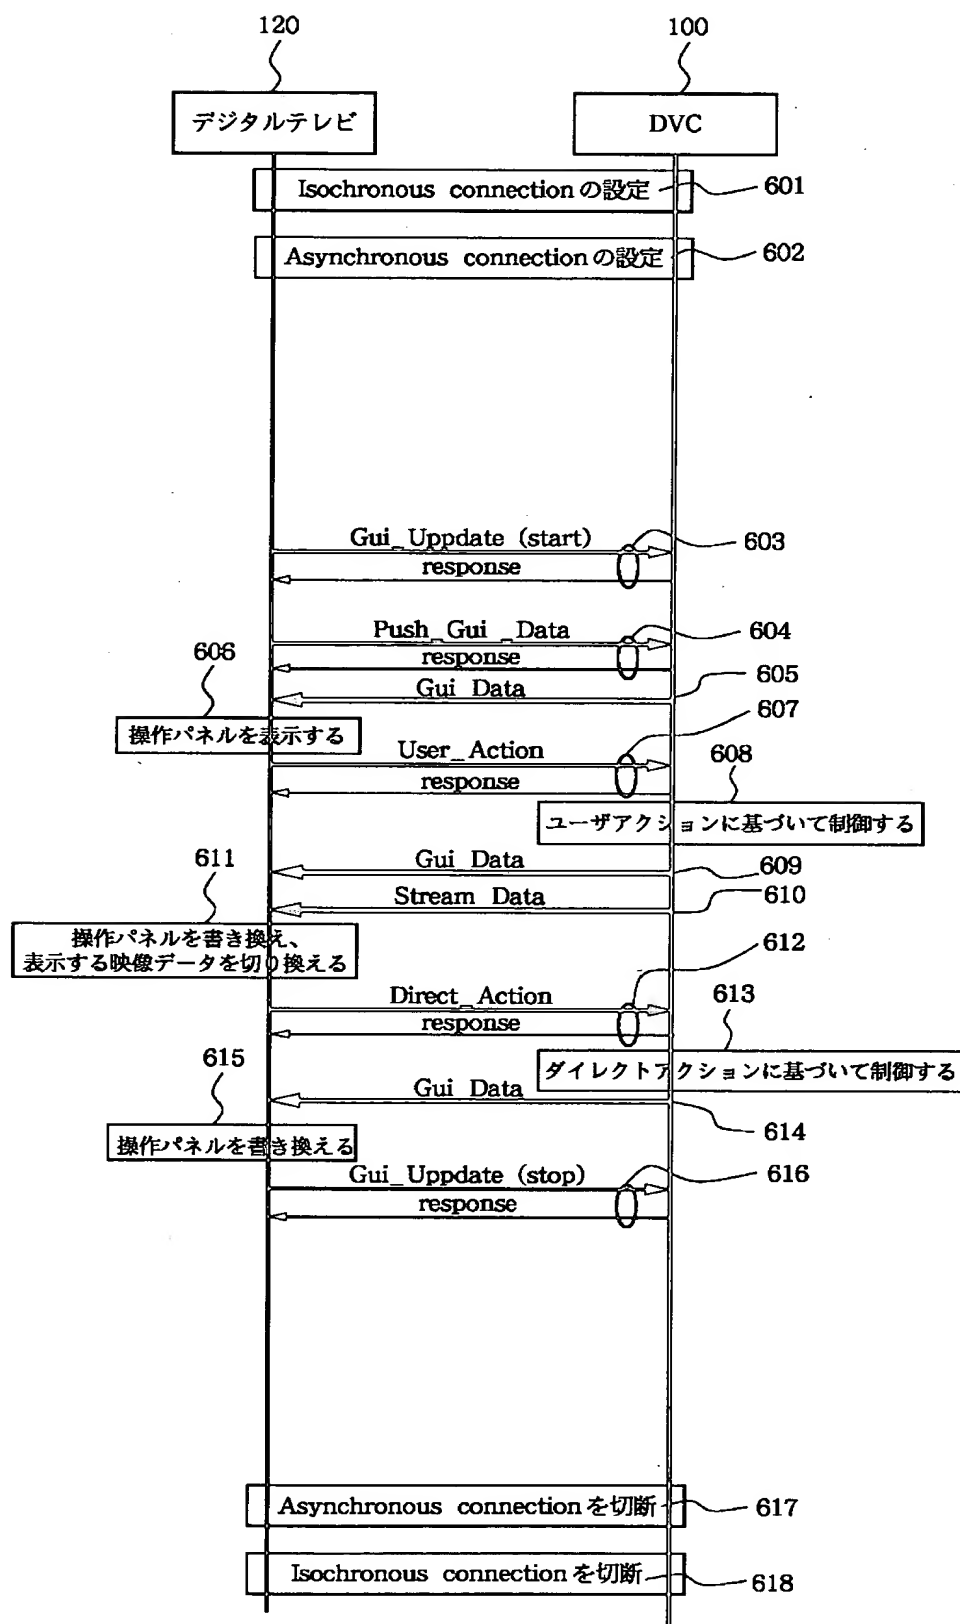 120
100
デジタルテレビ
DVC
Isochronous connectionの設定
601
Asynchronous connectionの設定
602
Gui_Uppdate (start)
603
response
Push_Gui_Data
604
response
605
606
Gui Data
607
操作パネルを表示する
User_Action
608
response
ユーザアクションに基づいて制御する
611
Gui Data
609
Stream Data
610
操作パネルを書き換え、
表示する映像データを切り換える
612
Direct_Action
613
response
615
ダイレクトアクションに基づいて制御する
Gui Data
614
操作パネルを書き換える
Gui_Uppdate (stop)
616
response
Asynchronous connectionを切断
617
Isochronous connectionを切断
618